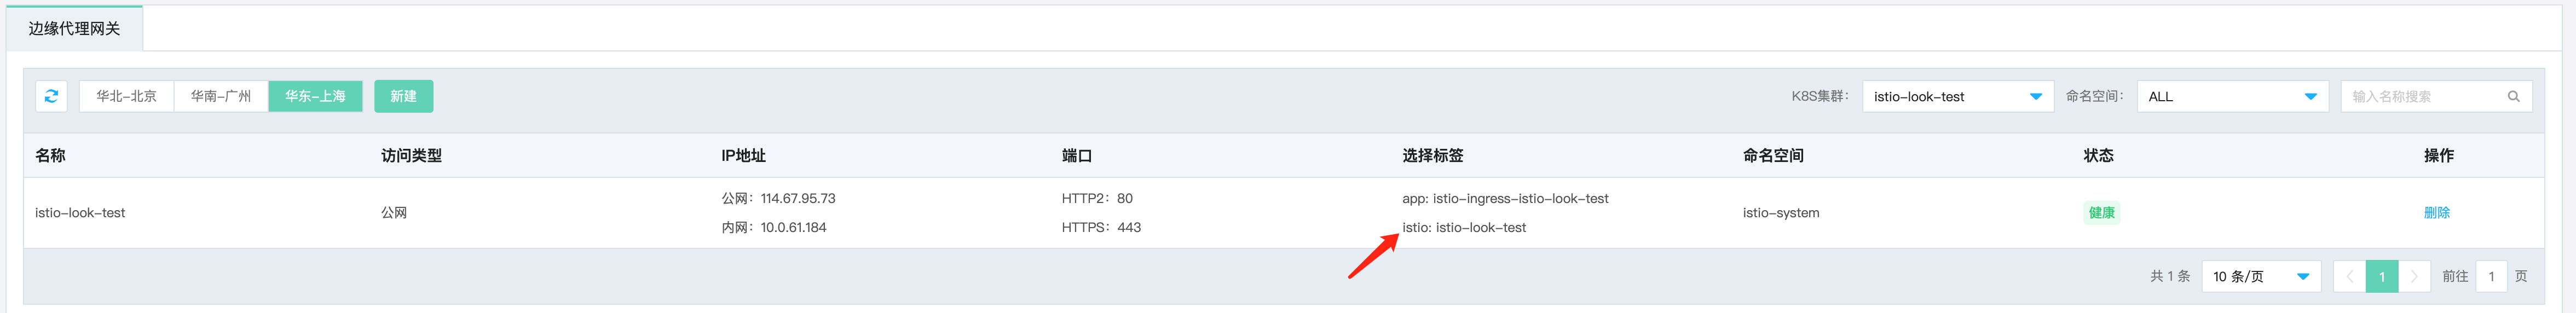 边缘代理网关
华北-北京 华南-广州 华东-上海 新建 K8S集群： istio-look-test 命名空间： ALL 输入名称搜索
名称 访问类型 IP地址 端口 选择标签 命名空间 状态 操作
公网：114.67.95.73 HTTP2：80 app: istio-ingress-istio-look-test
istio-look-test 公网 istio-system 健康 删除
内网：10.0.61.184 HTTPS：443 istio: istio-look-test
共 1 条 10 条/页 1 前往 1 页